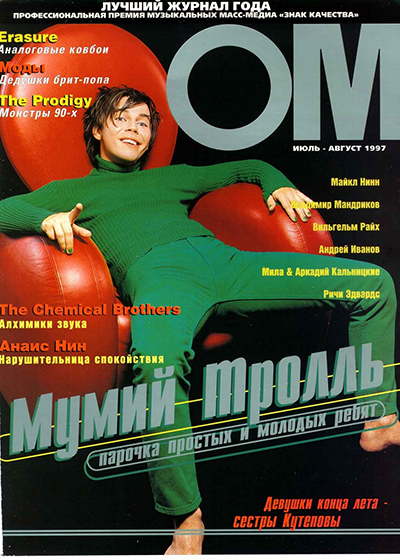 ЛУЧШИЙ ЖУРНАЛ ГОДА
ПРОФЕССИОНАЛЬНАЯ ПРЕМИЯ МУЗЫКАЛЬНЫХ МАСС-МЕДИА «ЗНАК КАЧЕСТВА»
ОМ
ИЮЛЬ - АВГУСТ 1997
Erasure
Аналоговые ковбои
Моды
Дедушки брит-попа
The Prodigy
Монстры 90-х
Майкл Нинн
Владимир Мандриков
Вильгельм Райх
Андрей Иванов
Мила & Аркадий Кальницкие
Ричи Эдвардс
The Chemical Brothers
Алхимики звука
Анаис Нин
Нарушительница спокойствия
Мумий Тролль
парочка простых и молодых ребят
Девушки конца лета -
сестры Кутеповы